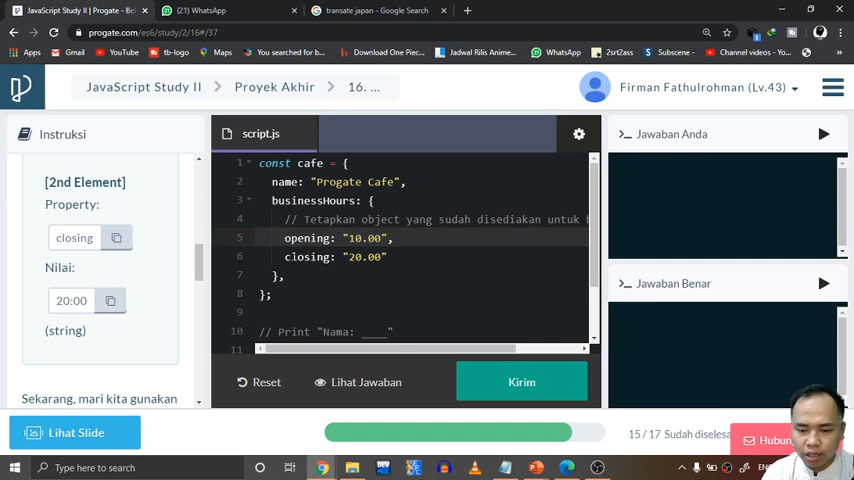 JavaScript Study II | Progate - Bel
(21) WhatsApp
transate japan - Google Search
progate.com/es6/study/2/16#/37
Apps
Gmail
YouTube
tb-logo
Maps
You searched for b...
Download One Piec...
Jadwal Rilis Anime...
WhatsApp
2srt2ass
Subscene -
Channel videos - Yo...
JavaScript Study II
Proyek Akhir
16. ...
Firman Fathulrohman (Lv.43)
Instruksi
script.js
Jawaban Anda
[2nd Element]
Property:
closing
Nilai:
20:00
(string)
Sekarang, mari kita gunakan
1 const cafe = {
2 name: "Progate Cafe",
3 businessHours: {
4 // Tetapkan object yang sudah disediakan untuk b
5 opening: "10.00",
6 closing: "20.00"
7 },
8 };
9
10 // Print "Nama: ____"
11
Jawaban Benar
Reset
Lihat Jawaban
Kirim
Lihat Slide
15 / 17 Sudah diselesa
Hubung
Type here to search